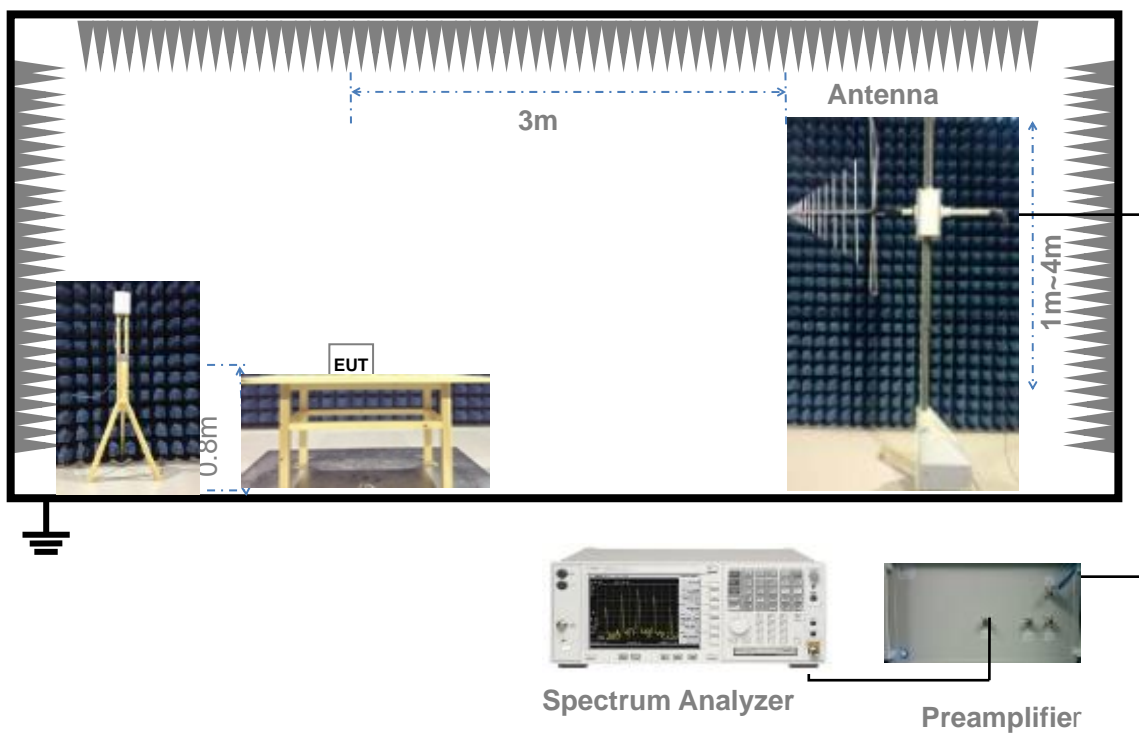 Antenna
3m
1m~4m
EUT
0.8m
Spectrum Analyzer
Preamplifier